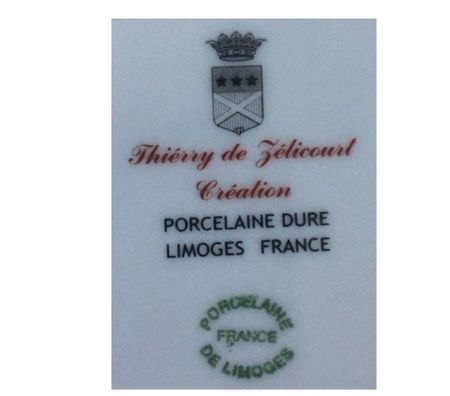 Thiérry de Zélicourt
Création
PORCELAINE DURE
LIMOGES FRANCE
PORCELAINE
FRANCE
DE LIMOGES